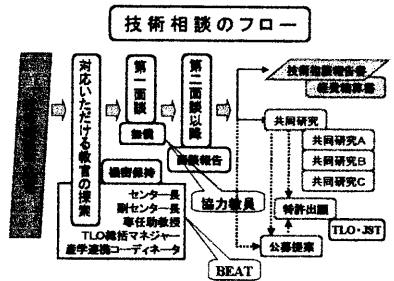 技術相談のフロー
対応いただける教官の探索
第一面談
無償
第二面談以降
面談報告
機密保持
技術相談報告書
経費精算書
共同研究
共同研究A
共同研究B
共同研究C
特許出願
TLO・JST
公募提案
協力教員
センター長
副センター長
専任助教授
TLO総括マネジャー
産学連携コーディネータ
BEAT